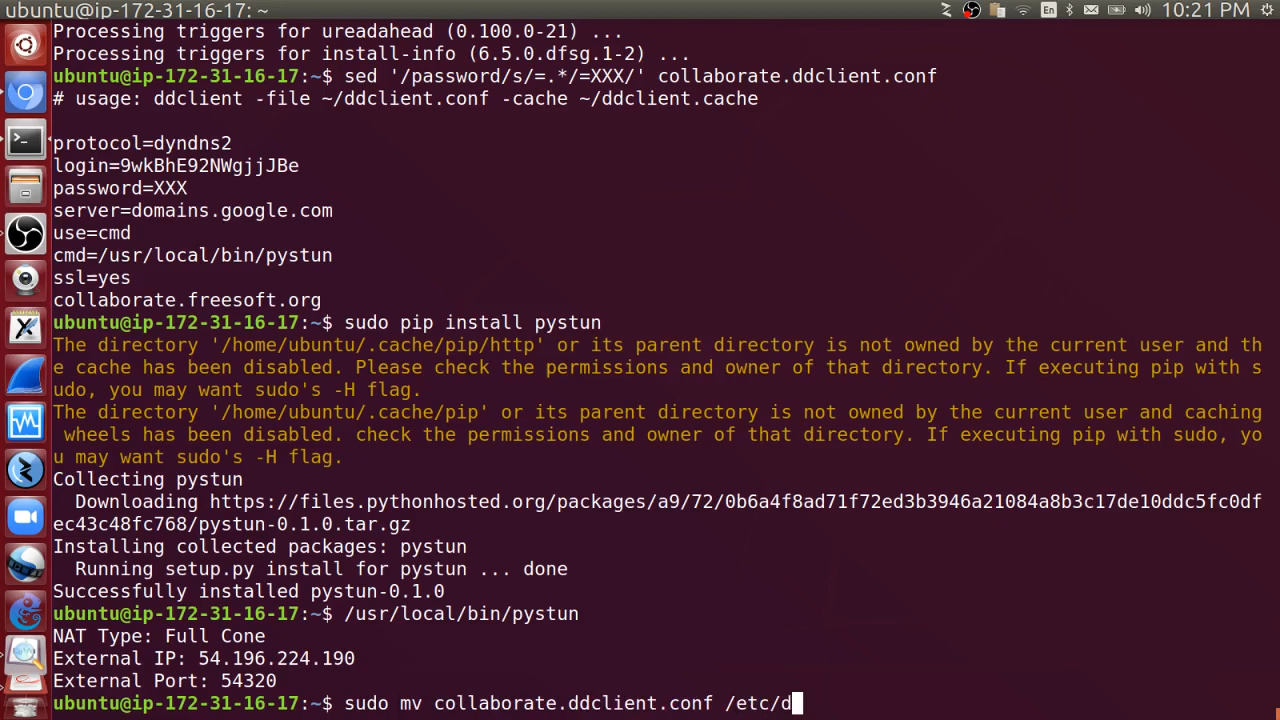 ubuntu@ip-172-31-16-17: ~
En
10:21 PM
Processing triggers for ureadahead (0.100.0-21) ...
Processing triggers for install-info (6.5.0.dfsg.1-2) ...
ubuntu@ip-172-31-16-17:~$ sed '/password/s/=.*/=XXX/' collaborate.ddclient.conf
# usage: ddclient -file ~/ddclient.conf -cache ~/ddclient.cache
protocol=dyndns2
login=9wkBhE92NWgjjJBe
password=XXX
server=domains.google.com
use=cmd
cmd=/usr/local/bin/pystun
ssl=yes
collaborate.freesoft.org
ubuntu@ip-172-31-16-17:~$ sudo pip install pystun
The directory '/home/ubuntu/.cache/pip/http' or its parent directory is not owned by the current user and th
e cache has been disabled. Please check the permissions and owner of that directory. If executing pip with s
udo, you may want sudo's -H flag.
The directory '/home/ubuntu/.cache/pip' or its parent directory is not owned by the current user and caching
wheels has been disabled. check the permissions and owner of that directory. If executing pip with sudo, yo
u may want sudo's -H flag.
Collecting pystun
Downloading https://files.pythonhosted.org/packages/a9/72/0b6a4f8ad71f72ed3b3946a21084a8b3c17de10ddc5fc0df
ec43c48fc768/pystun-0.1.0.tar.gz
Installing collected packages: pystun
Running setup.py install for pystun ... done
Successfully installed pystun-0.1.0
ubuntu@ip-172-31-16-17:~$ /usr/local/bin/pystun
NAT Type: Full Cone
External IP: 54.196.224.190
External Port: 54320
ubuntu@ip-172-31-16-17:~$ sudo mv collaborate.ddclient.conf /etc/d